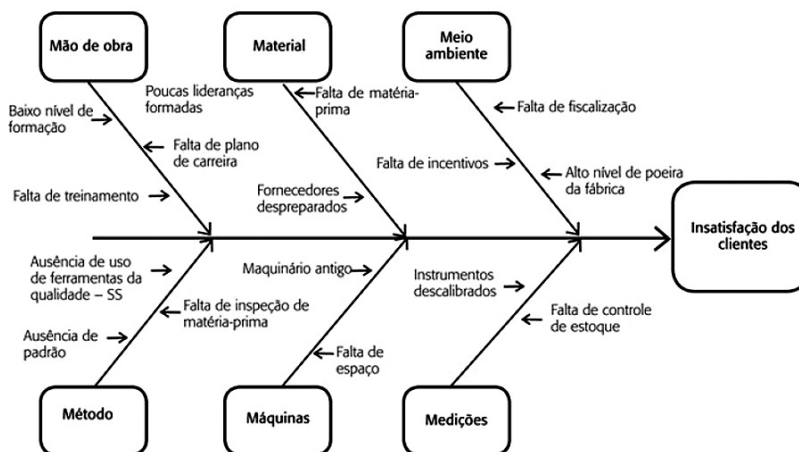 Mão de obra
Material
Meio
ambiente
Poucas lideranças
formadas
Baixo nível de
formação
Falta de plano
de carreira
Falta de treinamento
Falta de matéria-
prima
Fornecedores
despreparados
Falta de fiscalização
Falta de incentivos
Alto nível de poeira
da fábrica
Insatisfação dos
clientes
Ausência de uso
de ferramentas da
qualidade – SS
Falta de inspeção de
matéria-prima
Ausência de
padrão
Maquinário antigo
Falta de
espaço
Instrumentos
descalibrados
Falta de controle
de estoque
Método
Máquinas
Medições